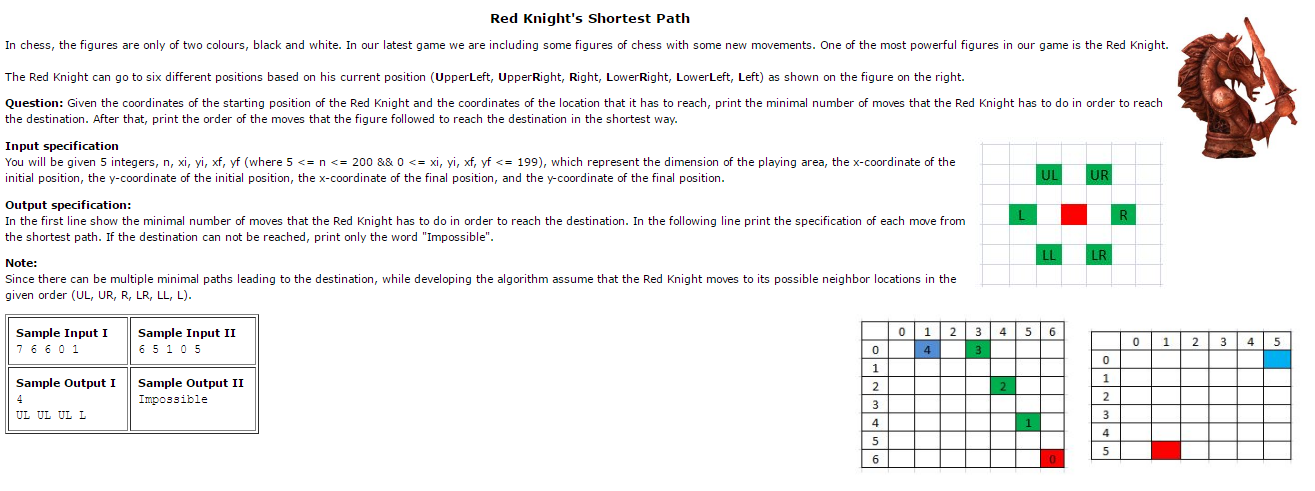 Red Knight's Shortest Path
In chess, the figures are only of two colours, black and white. In our latest game we are including some figures of chess with some new movements. One of the most powerful figures in our game is the Red Knight.
The Red Knight can go to six different positions based on his current position (UpperLeft, UpperRight, Right, LowerRight, LowerLeft, Left) as shown on the figure on the right.
Question: Given the coordinates of the starting position of the Red Knight and the coordinates of the location that it has to reach, print the minimal number of moves that the Red Knight has to do in order to reach
the destination. After that, print the order of the moves that the figure followed to reach the destination in the shortest way.
Input specification
You will be given 5 integers, n, xi, yi, xf, yf (where 5 <= n <= 200 && 0 <= xi, yi, xf, yf <= 199), which represent the dimension of the playing area, the x-coordinate of the
initial position, the y-coordinate of the initial position, the x-coordinate of the final position, and the y-coordinate of the final position.
Output specification:
In the first line show the minimal number of moves that the Red Knight has to do in order to reach the destination. In the following line print the specification of each move from
the shortest path. If the destination can not be reached, print only the word "Impossible".
Note:
Since there can be multiple minimal paths leading to the destination, while developing the algorithm assume that the Red Knight moves to its possible neighbor locations in the
given order (UL, UR, R, LR, LL, L).
UL UR
L R
LL LR
Sample Input I
7 6 6 0 1
Sample Input II
6 5 1 0 5
Sample Output I
4
UL UL UL L
Sample Output II
Impossible
0 1 2 3 4 5 6
0 4 3
1
2 2
3
4 1
5
6 0
0 1 2 3 4 5
0
1
2
3
4
5